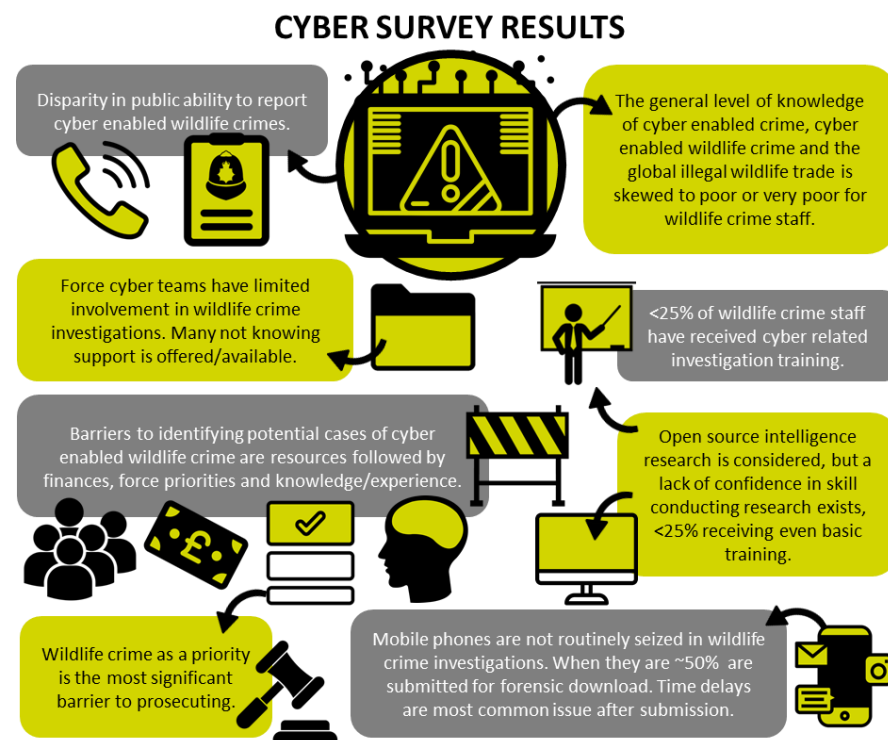 CYBER SURVEY RESULTS
Disparity in public ability to report
cyber enabled wildlife crimes.
The general level of knowledge
of cyber enabled crime, cyber
enabled wildlife crime and the
global illegal wildlife trade is
skewed to poor or very poor for
wildlife crime staff.
Force cyber teams have limited
involvement in wildlife crime
investigations. Many not knowing
support is offered/available.
<25% of wildlife crime staff
have received cyber related
investigation training.
Barriers to identifying potential cases of cyber
enabled wildlife crime are resources followed by
finances, force priorities and knowledge/experience.
Open source intelligence
research is considered, but a
lack of confidence in skill
conducting research exists,
<25% receiving even basic
training.
£
Wildlife crime as a priority
is the most significant
barrier to prosecuting.
Mobile phones are not routinely seized in wildlife
crime investigations. When they are ~50% are
submitted for forensic download. Time delays
are most common issue after submission.